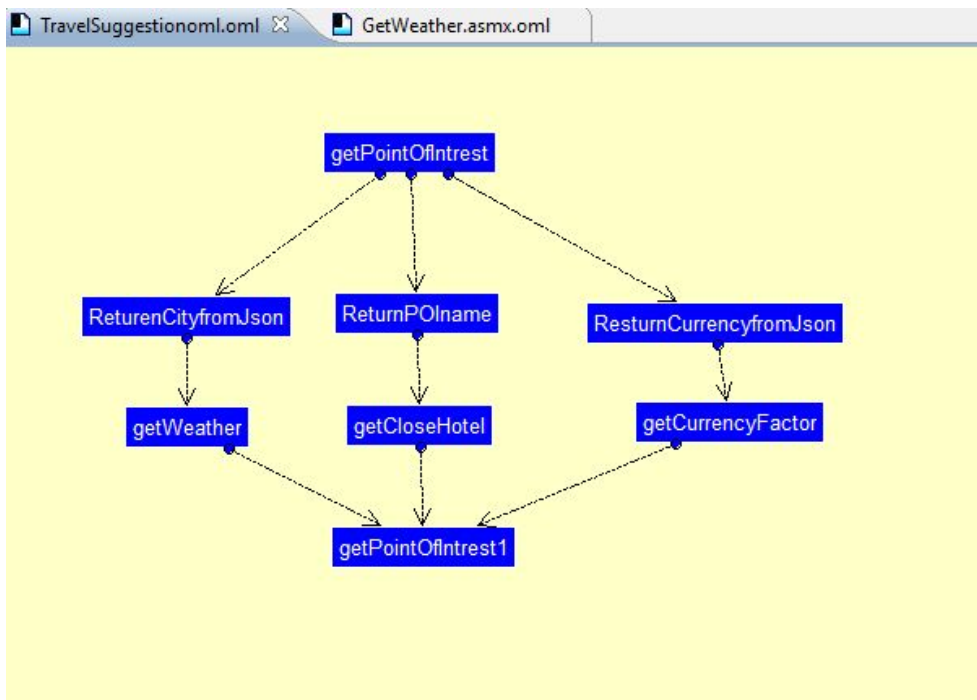 TravelSuggestionoml.oml GetWeather.asmx.oml
getPointOfIntrest
ReturenCityfromJson ReturnPOIname ResturnCurrencyfromJson
getWeather getCloseHotel getCurrencyFactor
getPointOfIntrest1